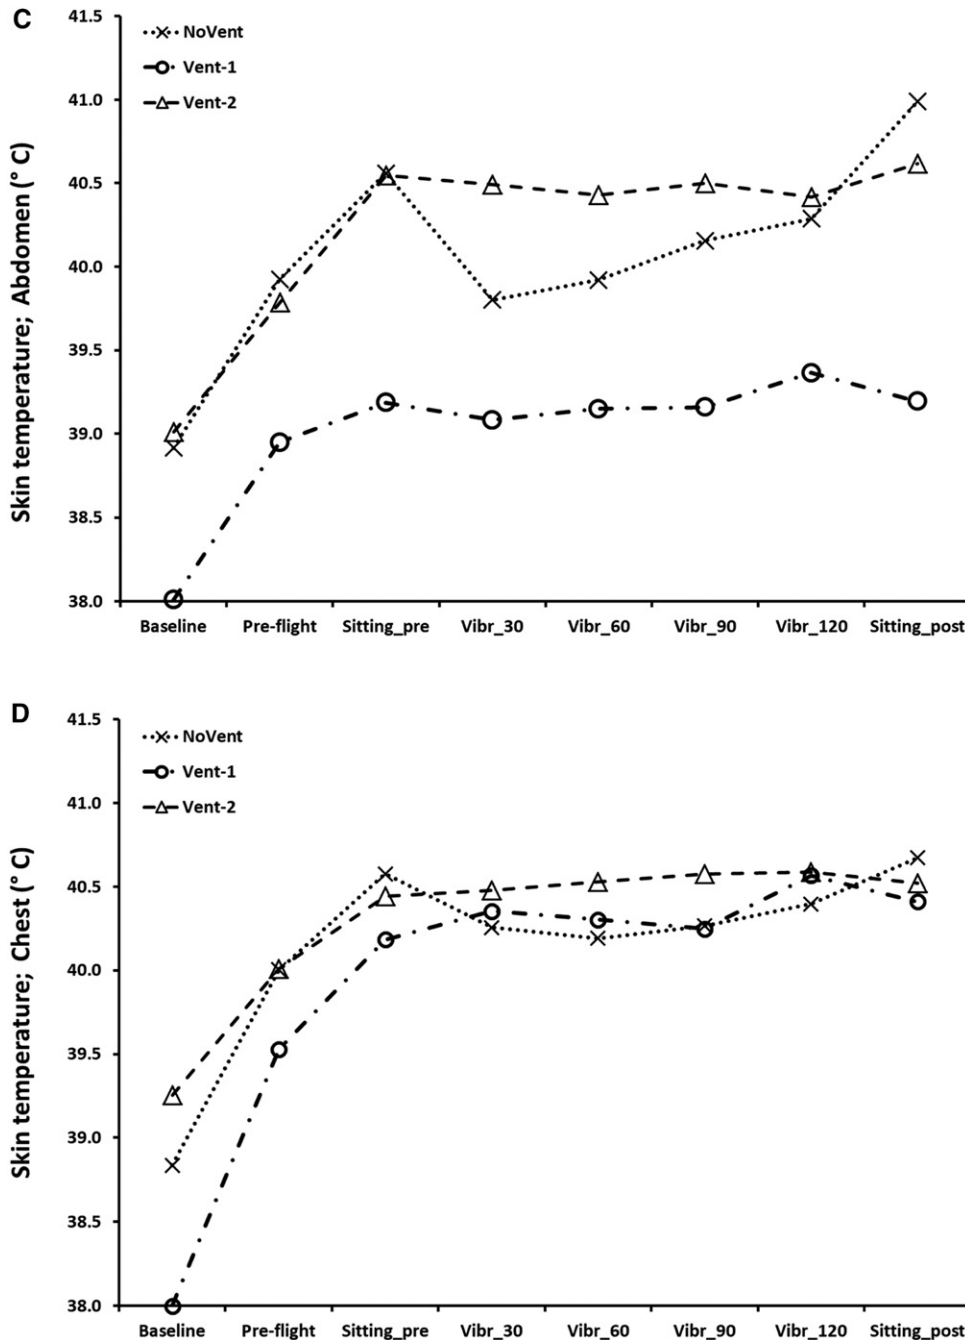 C
41.5
NoVent
Vent-1
41.0
Vent-2
40.5
40.0
39.5
39.0
38.5
38.0
Skin temperature; Abdomen (° C)
Baseline Pre-flight Sitting_pre Vibr_30 Vibr_60 Vibr_90 Vibr_120 Sitting_post
D
41.5
NoVent
Vent-1
41.0
Vent-2
40.5
40.0
39.5
39.0
38.5
38.0
Skin temperature; Chest (° C)
Baseline Pre-flight Sitting_pre Vibr_30 Vibr_60 Vibr_90 Vibr_120 Sitting_post